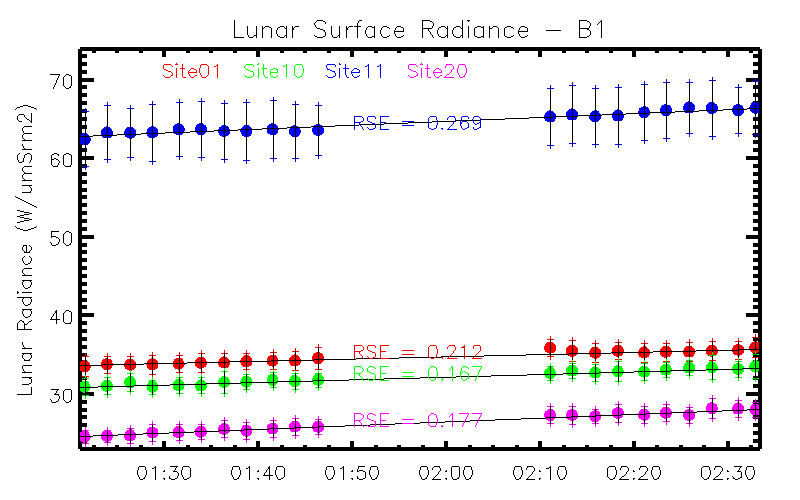 Lunar Surface Radiance – B1
Site01 Site10 Site11 Site20
Lunar Radiance (W/umSrm2)
70
60
50
40
30
RSE = 0.269
RSE = 0.212
RSE = 0.167
RSE = 0.177
01:30 01:40 01:50 02:00 02:10 02:20 02:30